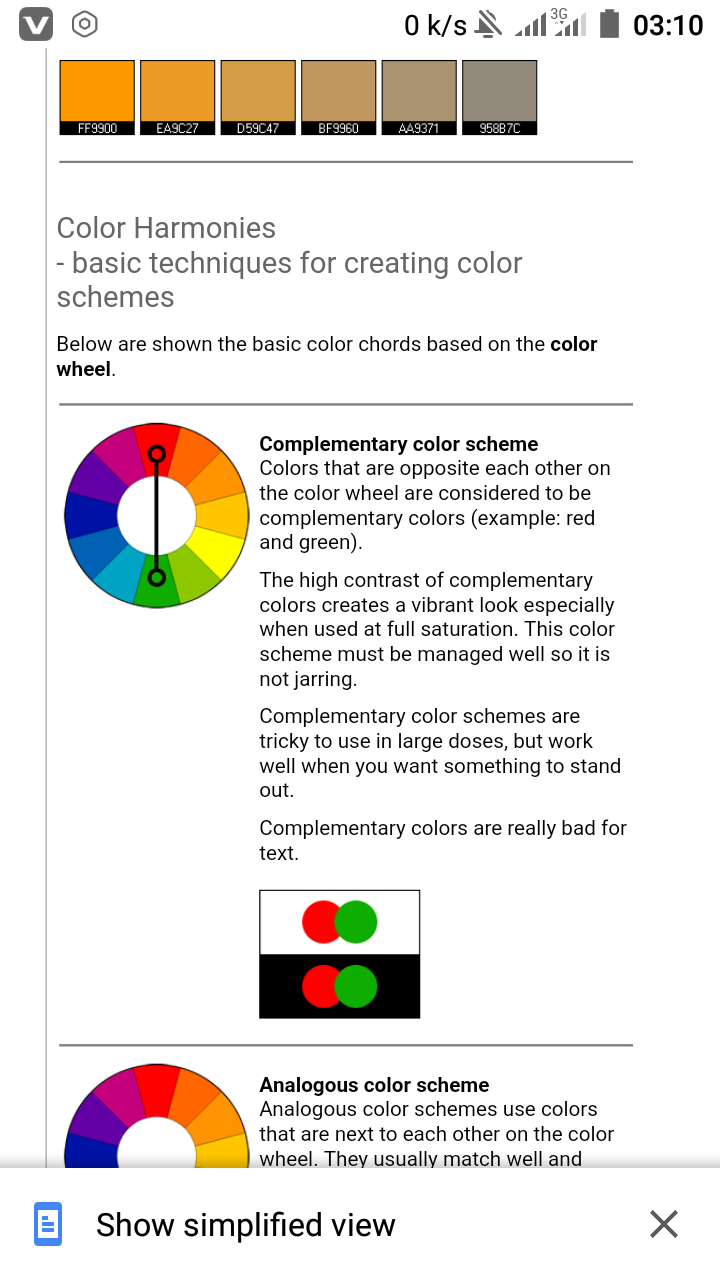 0 k/s 3G 03:10
FF9900 EA9C27 D59C47 BF9960 AA9371 958B7C
Color Harmonies
- basic techniques for creating color
schemes
Below are shown the basic color chords based on the color
wheel.
Complementary color scheme
Colors that are opposite each other on
the color wheel are considered to be
complementary colors (example: red
and green).
The high contrast of complementary
colors creates a vibrant look especially
when used at full saturation. This color
scheme must be managed well so it is
not jarring.
Complementary color schemes are
tricky to use in large doses, but work
well when you want something to stand
out.
Complementary colors are really bad for
text.
Analogous color scheme
Analogous color schemes use colors
that are next to each other on the color
wheel. They usually match well and
Show simplified view